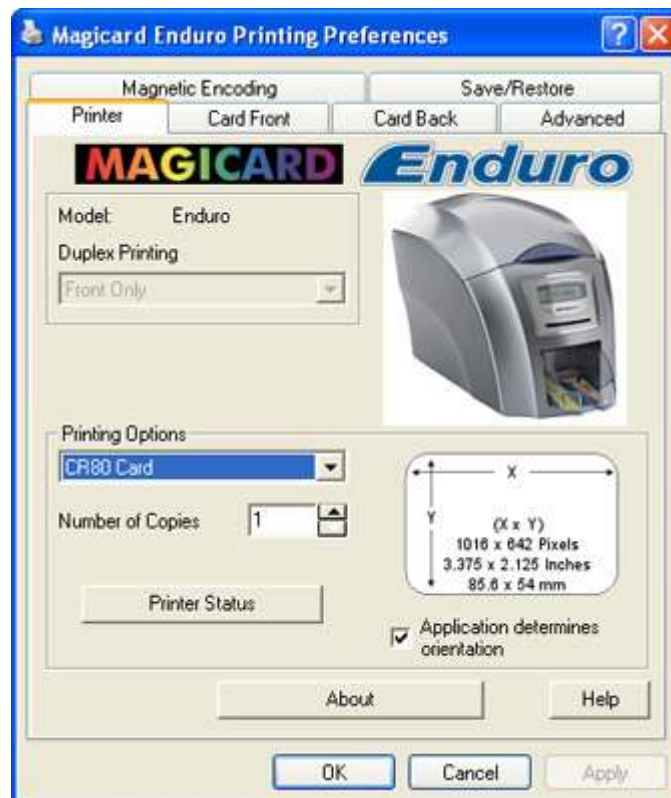 Magicard Enduro Printing Preferences
Magnetic Encoding Save/Restore
Printer Card Front Card Back Advanced
MAGICARD Enduro
Model: Enduro
Duplex Printing
Front Only
Printing Options
CR80 Card
Number of Copies 1
Printer Status
X
Y
(X x Y)
1016 x 642 Pixels
3.375 x 2.125 Inches
85.6 x 54 mm
Application determines
orientation
About Help
OK Cancel Apply